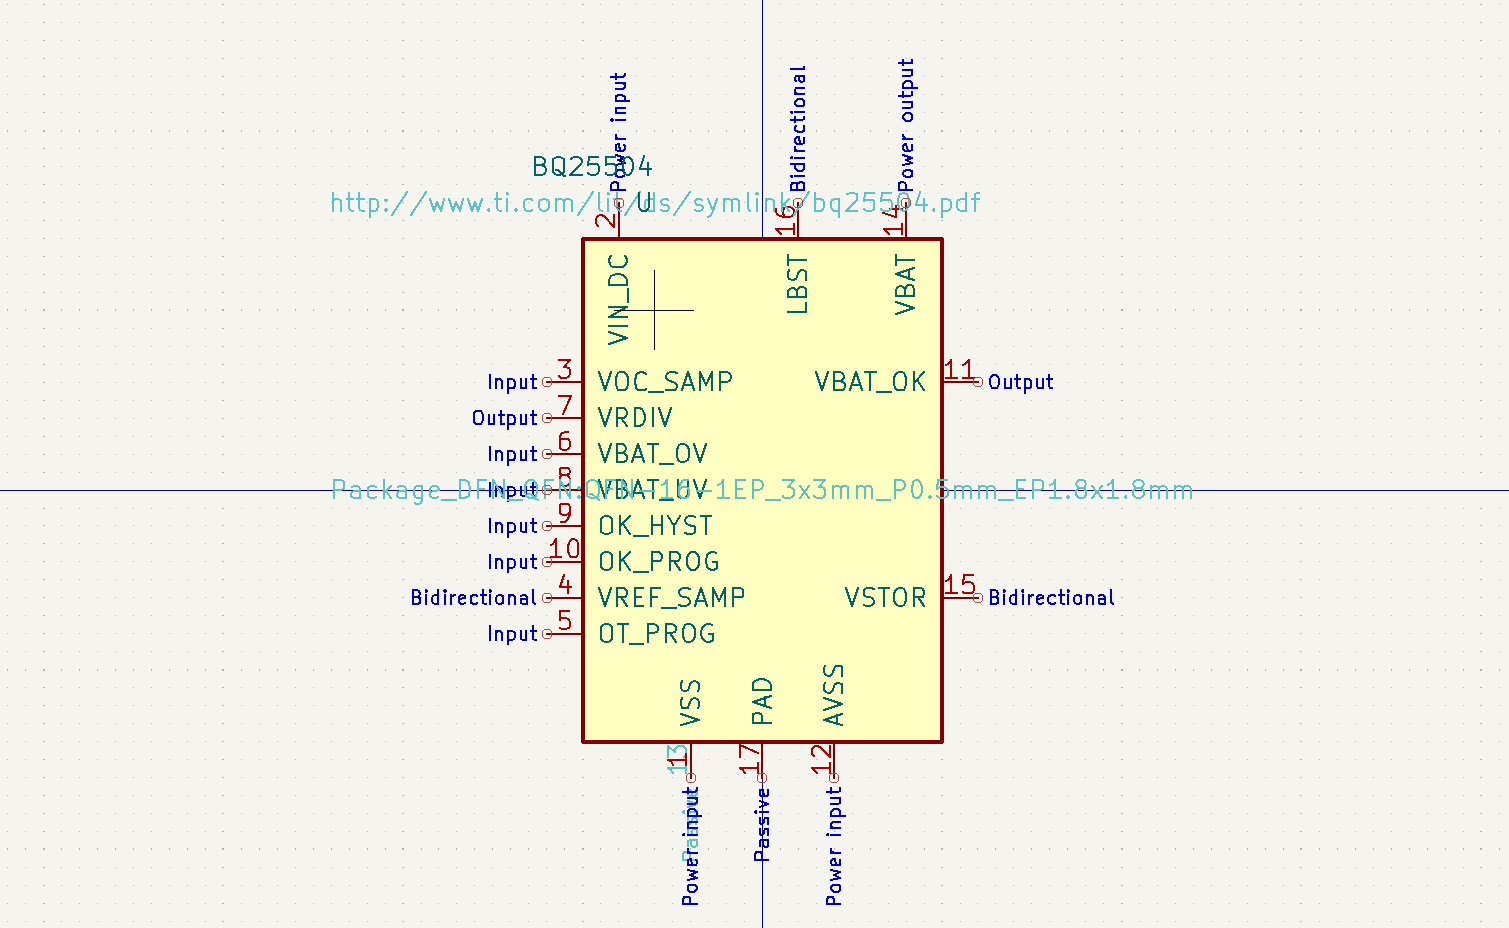 Power input
Bidirectional
Power output
BQ25504
http://www.ti.com/lit/ds/symlink/bq25504.pdf
U
2
16
14
VIN_DC
LBST
VBAT
Input 3 VOC_SAMP
VBAT_OK 11 Output
Output 7 VRDIV
Input 6 VBAT_OV
Input 8 VBAT_UV
Package_DFN_QFN:QFN-16-1EP_3x3mm_P0.5mm_EP1.8x1.8mm
Input 9 OK_HYST
Input 10 OK_PROG
Bidirectional 4 VREF_SAMP
VSTOR 15 Bidirectional
Input 5 OT_PROG
VSS
PAD
AVSS
1
13
17
12
Power input
Passive
Passive
Power input